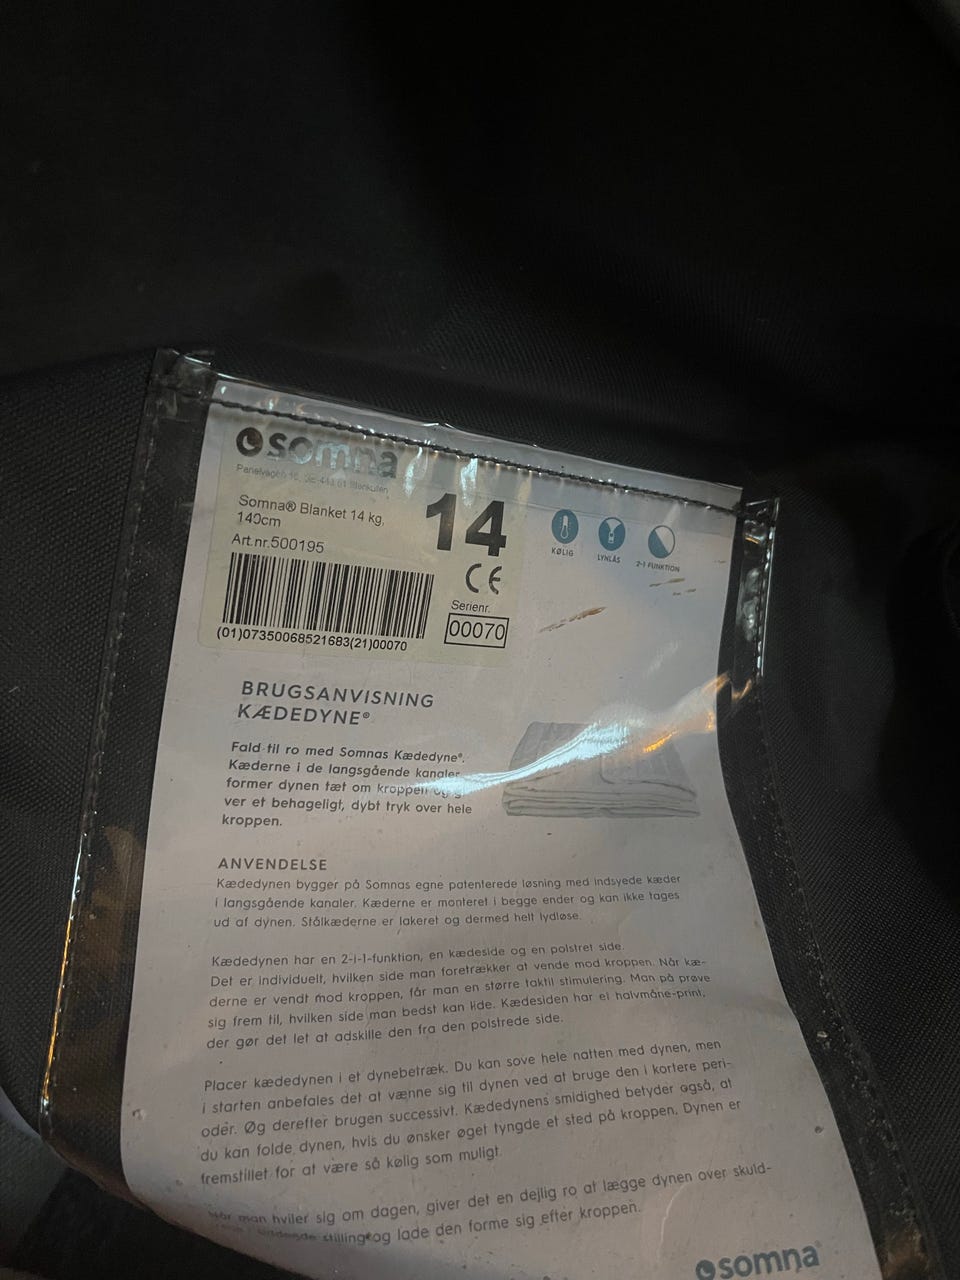 somna
Somna® Blanket 14 kg,
140cm
Art.nr.500195
14
CE
Serienr.
00070
(01)07350068521683(21)00070
KØLIG
LYNLÅS
2-1 FUNKTION
BRUGSANVISNING
KÆDEDYNE®
Fald til ro med Somnas Kædedyne®.
Kæderne i de langsgående kanaler
former dynen tæt om kroppen og g
ver et behageligt, dybt tryk over hele
kroppen.
ANVENDELSE
Kædedynen bygger på Somnas egne patenterede løsning med indsyede kæder
i langsgående kanaler. Kæderne er monteret i begge ender og kan ikke tages
ud af dynen. Stålkæderne er lakeret og dermed helt lydløse.
Kædedynen har en 2-i-1-funktion, en kædeside og en polstret side.
Det er individuelt, hvilken side man foretrækker at vende mod kroppen. Når kæ-
derne er vendt mod kroppen, får man en større taktil stimulering. Man på prøve
sig frem til, hvilken side man bedst kan lide. Kædesiden har et halvmåne-print,
der gør det let at adskille den fra den polstrede side.
Placer kædedynen i et dynebetræk. Du kan sove hele natten med dynen, men
i starten anbefales det at vænne sig til dynen ved at bruge den i kortere peri-
oder. Øg derefter brugen successivt. Kædedynens smidighed betyder også, at
du kan folde dynen, hvis du ønsker øget tyngde et sted på kroppen. Dynen er
fremstillet for at være så kølig som muligt.
Når man hviler sig om dagen, giver det en dejlig ro at lægge dynen over skuld-
stilling og lade den forme sig efter kroppen.
somna®